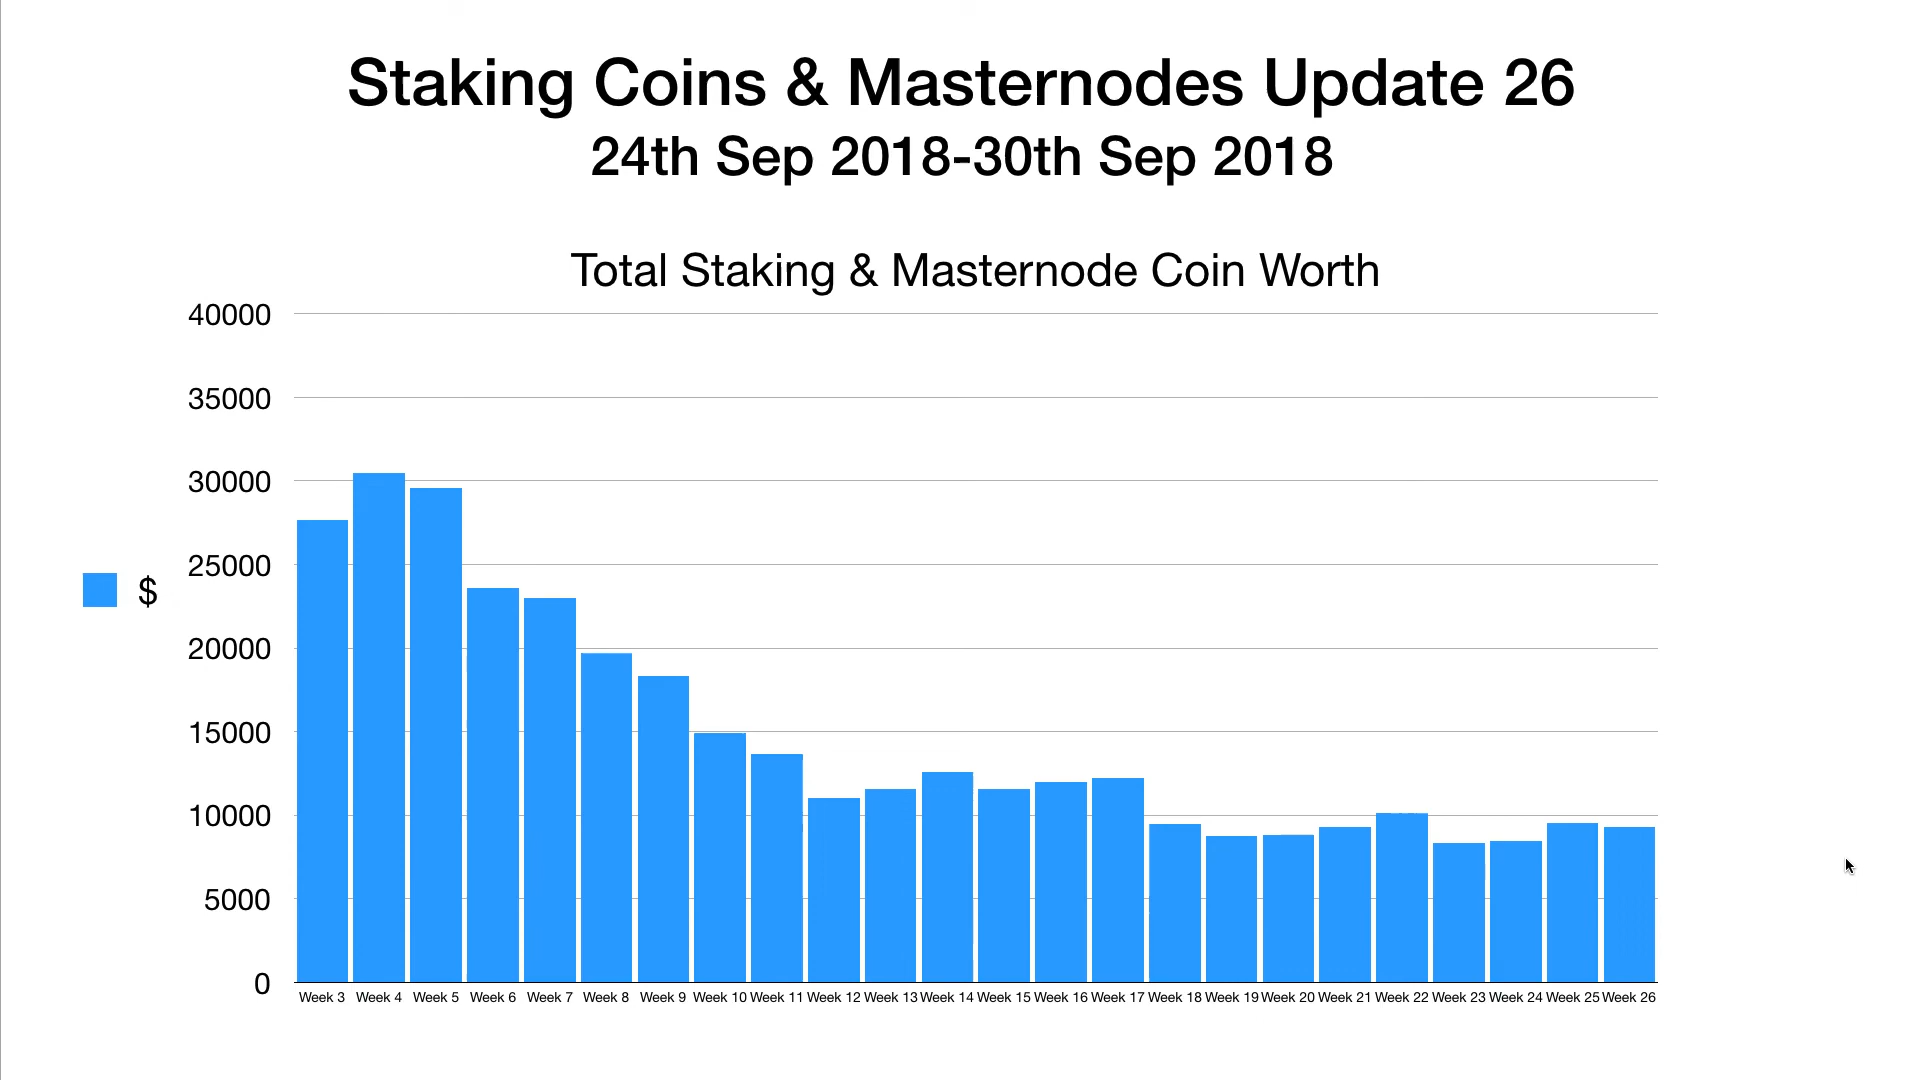 Staking Coins & Masternodes Update 26
24th Sep 2018-30th Sep 2018
Total Staking & Masternode Coin Worth
40000
35000
30000
25000
$
20000
15000
10000
5000
0
Week 3 Week 4 Week 5 Week 6 Week 7 Week 8 Week 9 Week 10 Week 11 Week 12 Week 13 Week 14 Week 15 Week 16 Week 17 Week 18 Week 19 Week 20 Week 21 Week 22 Week 23 Week 24 Week 25 Week 26